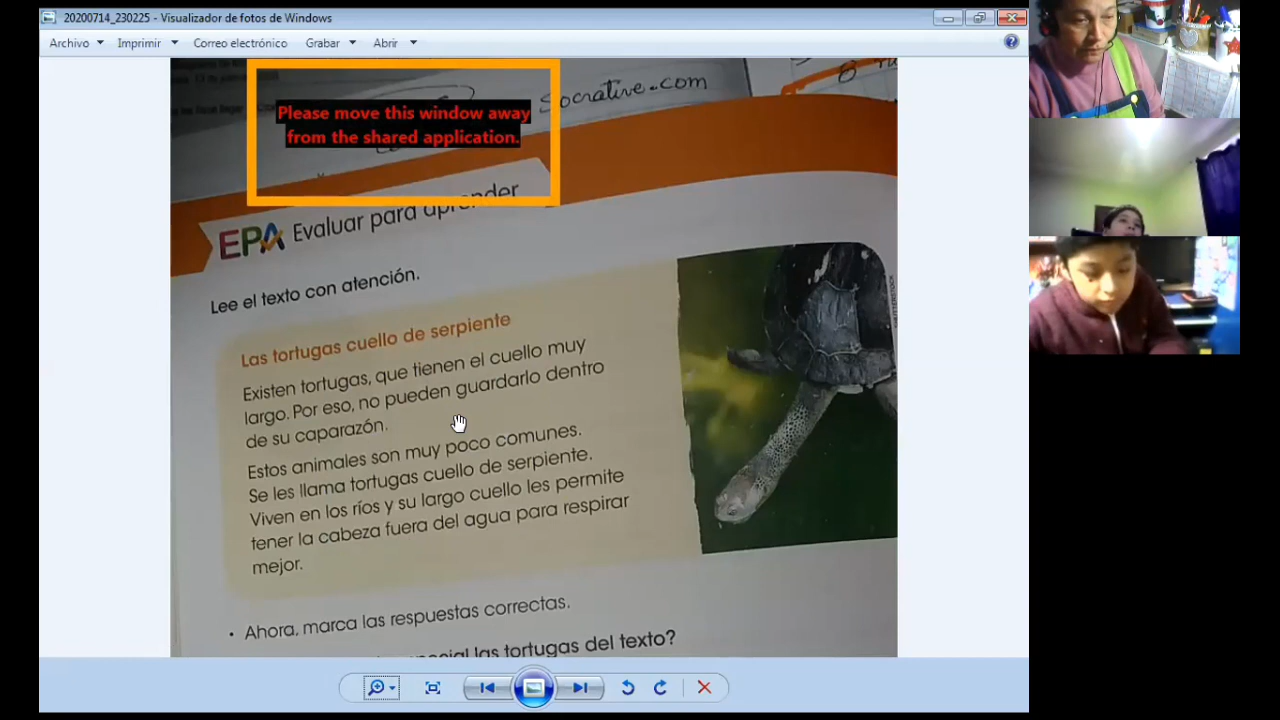 20200714_230225 - Visualizador de fotos de Windows
Archivo Imprimir Correo electrónico Grabar Abrir
Please move this window away
from the shared application.
Socrative.com
EPA Evaluar para aprender
Lee el texto con atención.
Las tortugas cuello de serpiente
Existen tortugas, que tienen el cuello muy
largo. Por eso, no pueden guardarlo dentro
de su caparazón.
Estos animales son muy poco comunes.
Se les llama tortugas cuello de serpiente.
Viven en los ríos y su largo cuello les permite
tener la cabeza fuera del agua para respirar
mejor.
SHUTTERSTOCK
• Ahora, marca las respuestas correctas.
las tortugas del texto?